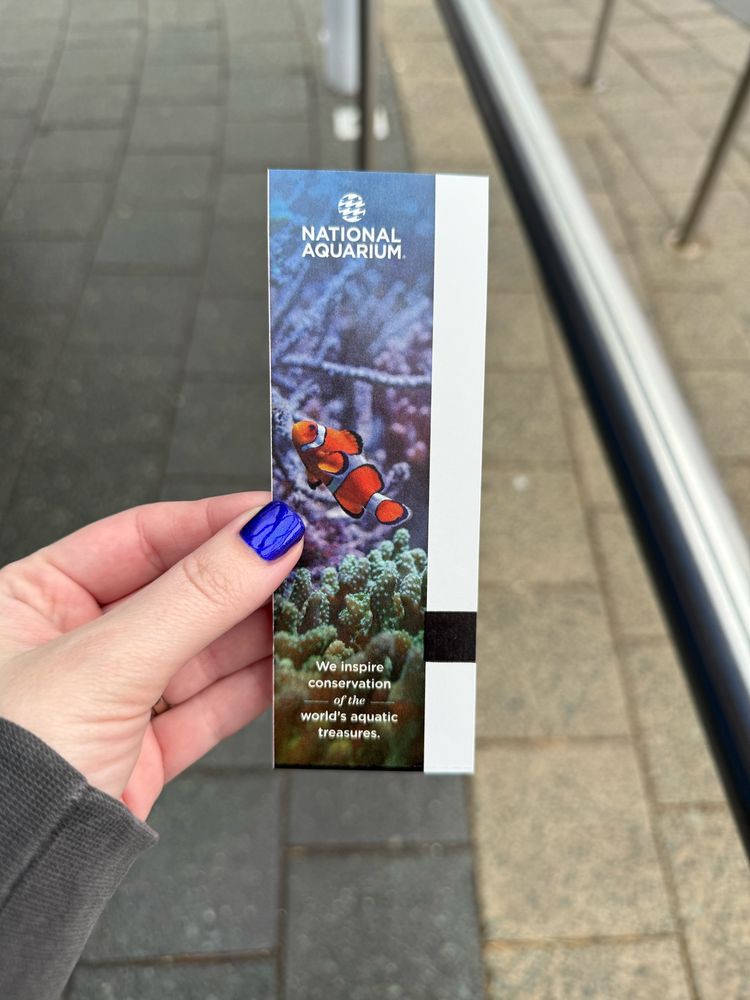 NATIONAL
AQUARIUM®
We inspire
conservation
of the
world's aquatic
treasures.